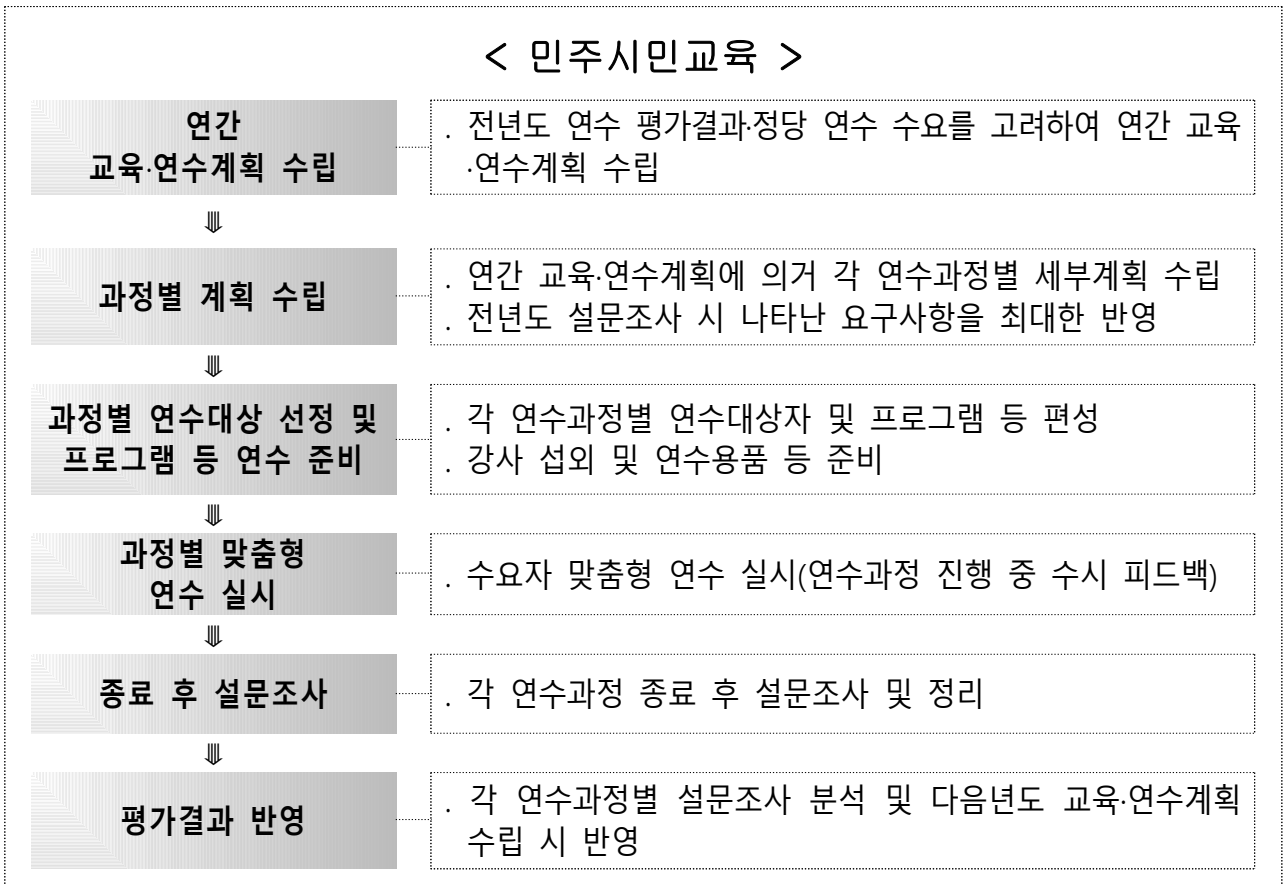 < 민주시민교육 >
연간
교육·연수계획 수립
. 전년도 연수 평가결과·정당 연수 수요를 고려하여 연간 교육
·연수계획 수립
⇓
과정별 계획 수립
. 연간 교육·연수계획에 의거 각 연수과정별 세부계획 수립
. 전년도 설문조사 시 나타난 요구사항을 최대한 반영
⇓
과정별 연수대상 선정 및
프로그램 등 연수 준비
. 각 연수과정별 연수대상자 및 프로그램 등 편성
. 강사 섭외 및 연수용품 등 준비
⇓
과정별 맞춤형
연수 실시
. 수요자 맞춤형 연수 실시(연수과정 진행 중 수시 피드백)
⇓
종료 후 설문조사
. 각 연수과정 종료 후 설문조사 및 정리
⇓
평가결과 반영
. 각 연수과정별 설문조사 분석 및 다음년도 교육·연수계획
수립 시 반영